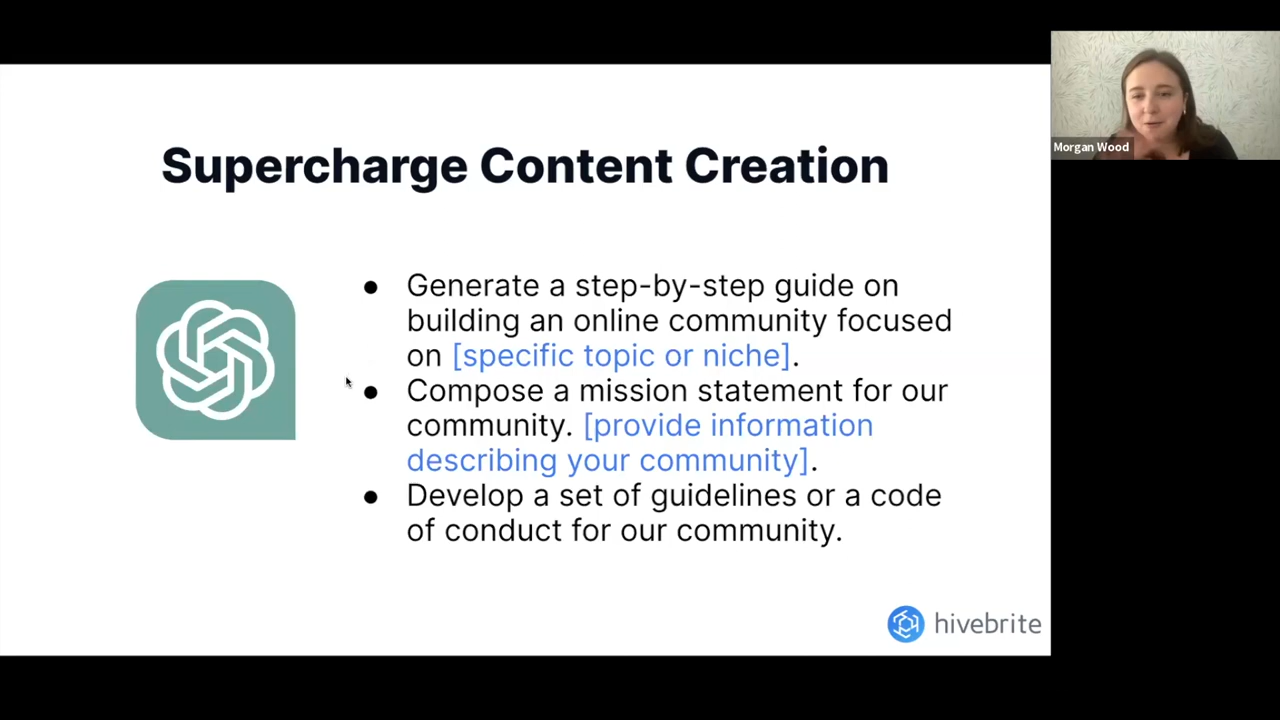 Supercharge Content Creation
● Generate a step-by-step guide on
building an online community focused
on [specific topic or niche].
● Compose a mission statement for our
community. [provide information
describing your community].
● Develop a set of guidelines or a code
of conduct for our community.
hivebrite
Morgan Wood